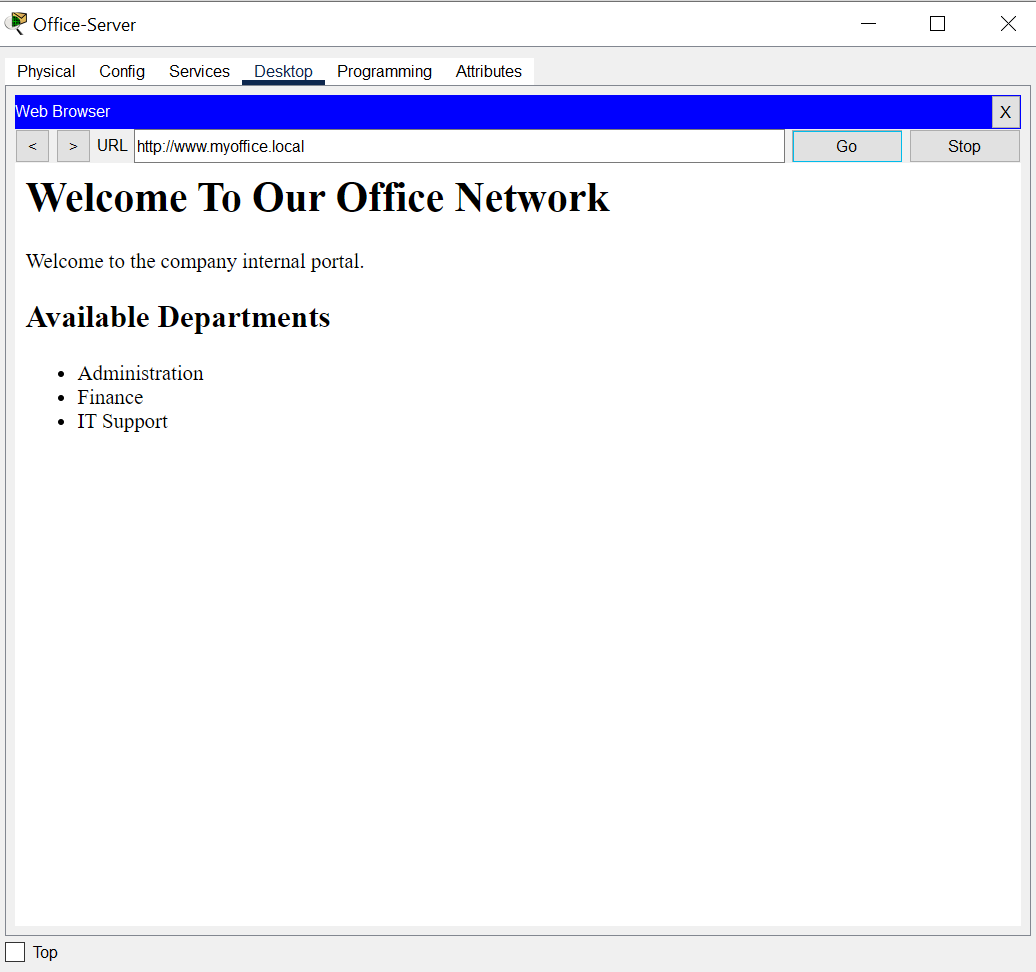 Office-Server
Physical Config Services Desktop Programming Attributes
Web Browser X
< > URL http://www.myoffice.local Go Stop
Welcome To Our Office Network
Welcome to the company internal portal.
Available Departments
• Administration
• Finance
• IT Support
Top